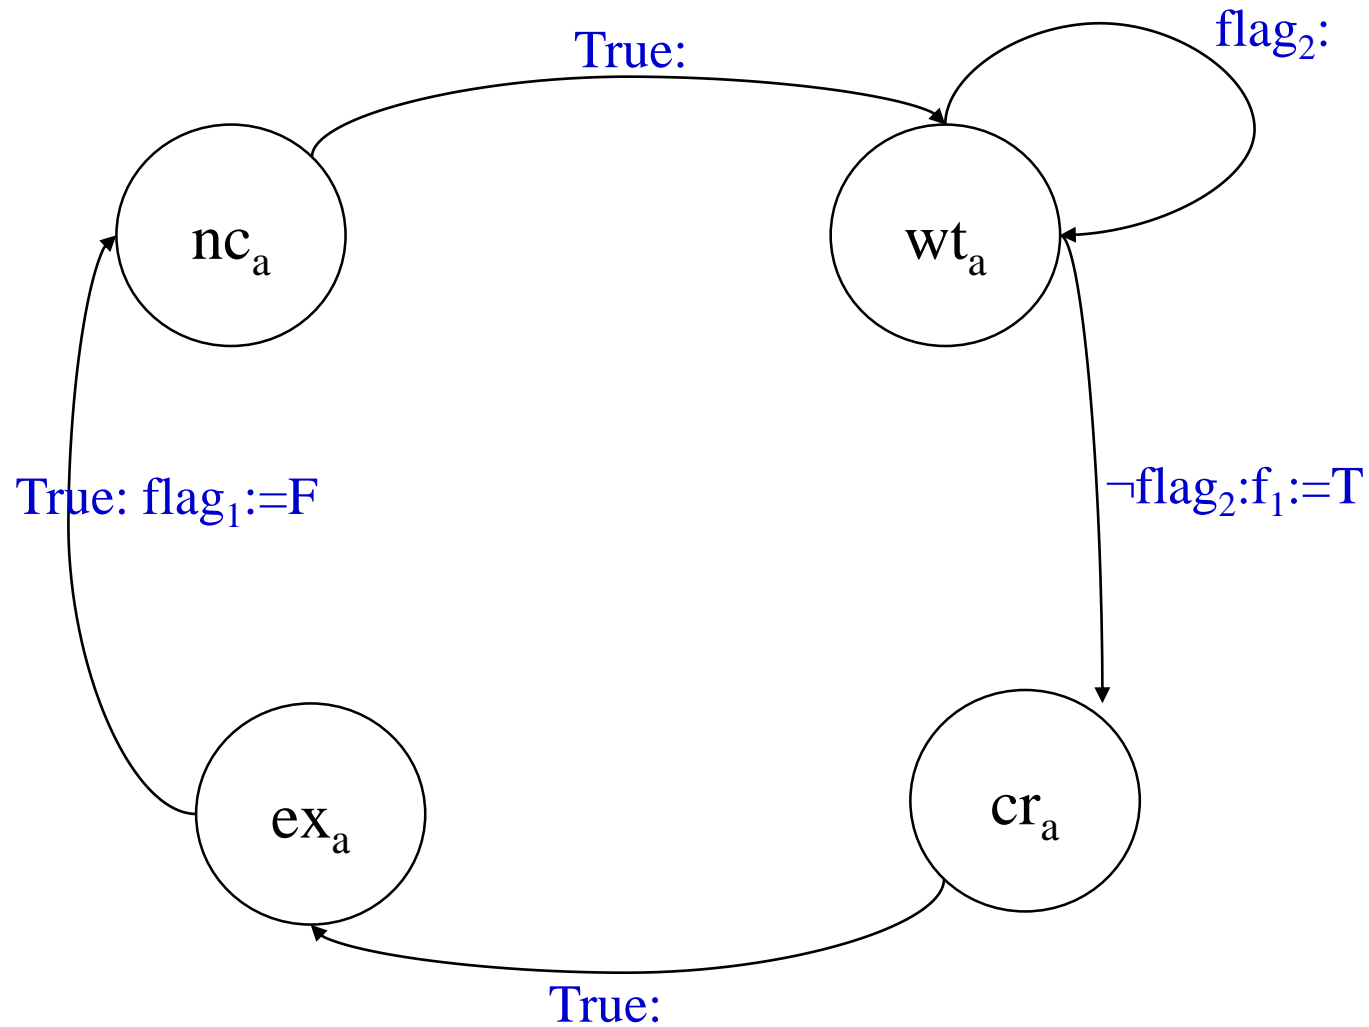 flag₂:
True:
ncₐ
wtₐ
True: flag₁:=F
¬flag₂:f₁:=T
exₐ
crₐ
True: